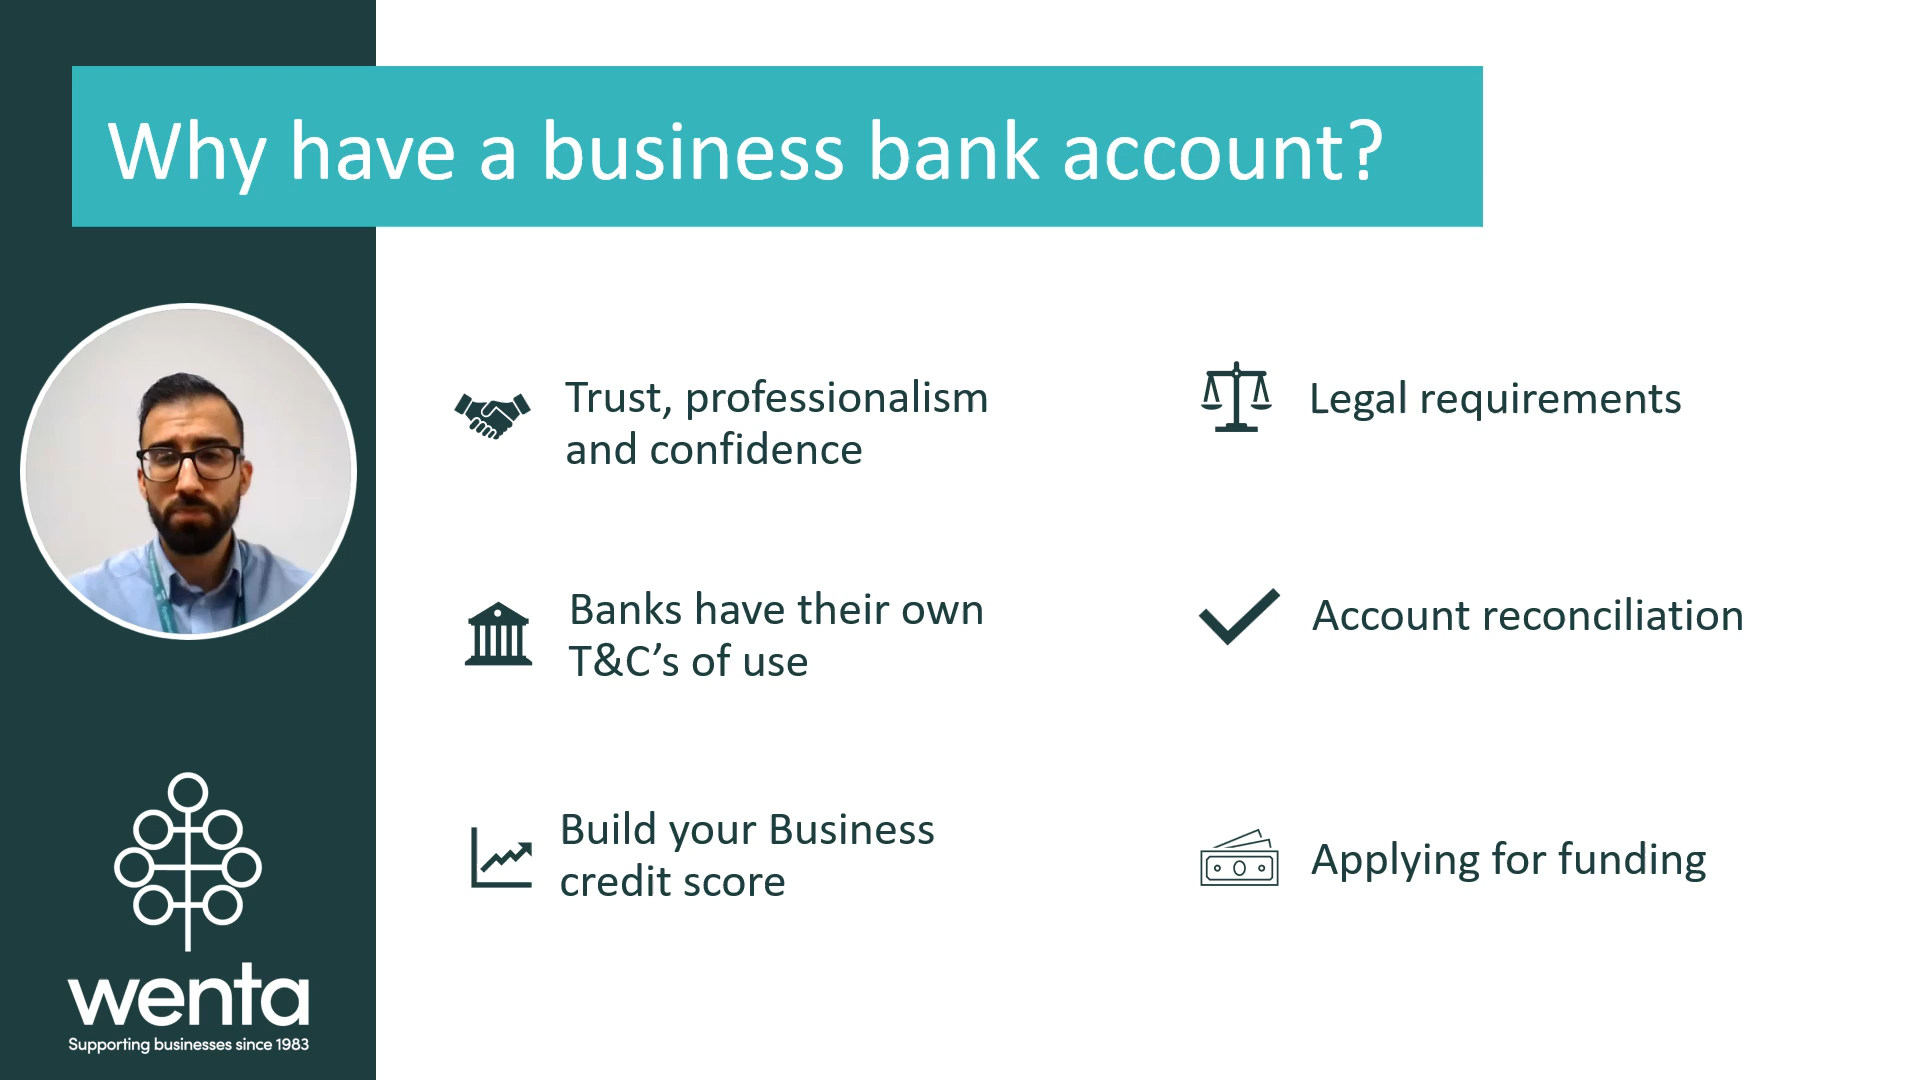 Why have a business bank account?
Trust, professionalism
and confidence
Legal requirements
Banks have their own
T&C’s of use
Account reconciliation
Build your Business
credit score
Applying for funding
wenta
Supporting businesses since 1983